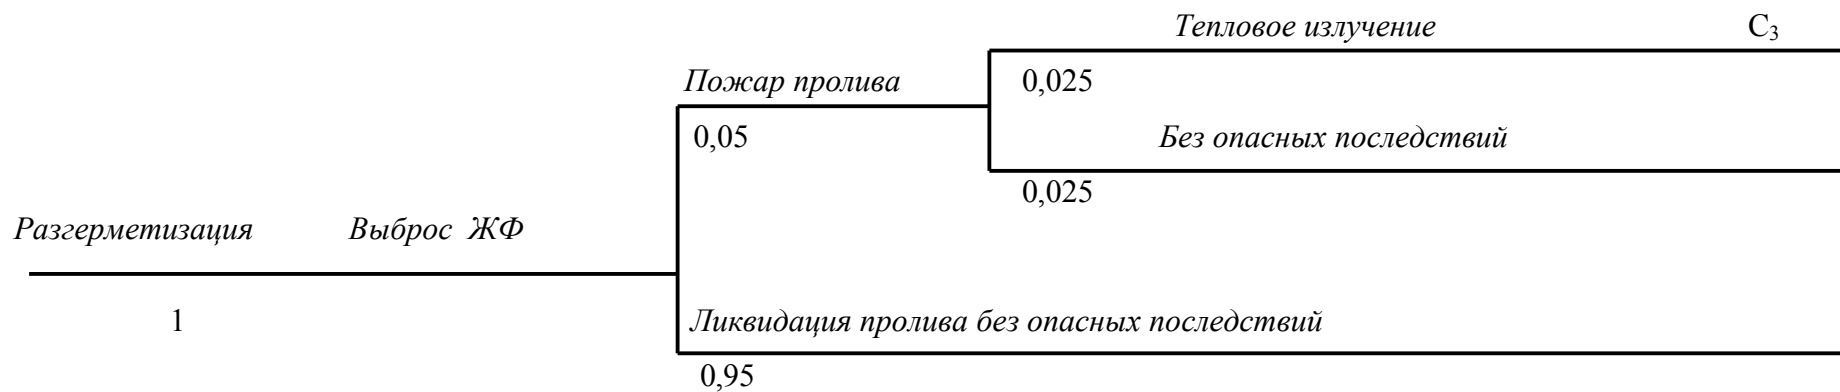 Тепловое излучение C₃
Пожар пролива 0,025
0,05 Без опасных последствий
0,025
Разгерметизация Выброс ЖФ
1 Ликвидация пролива без опасных последствий
0,95